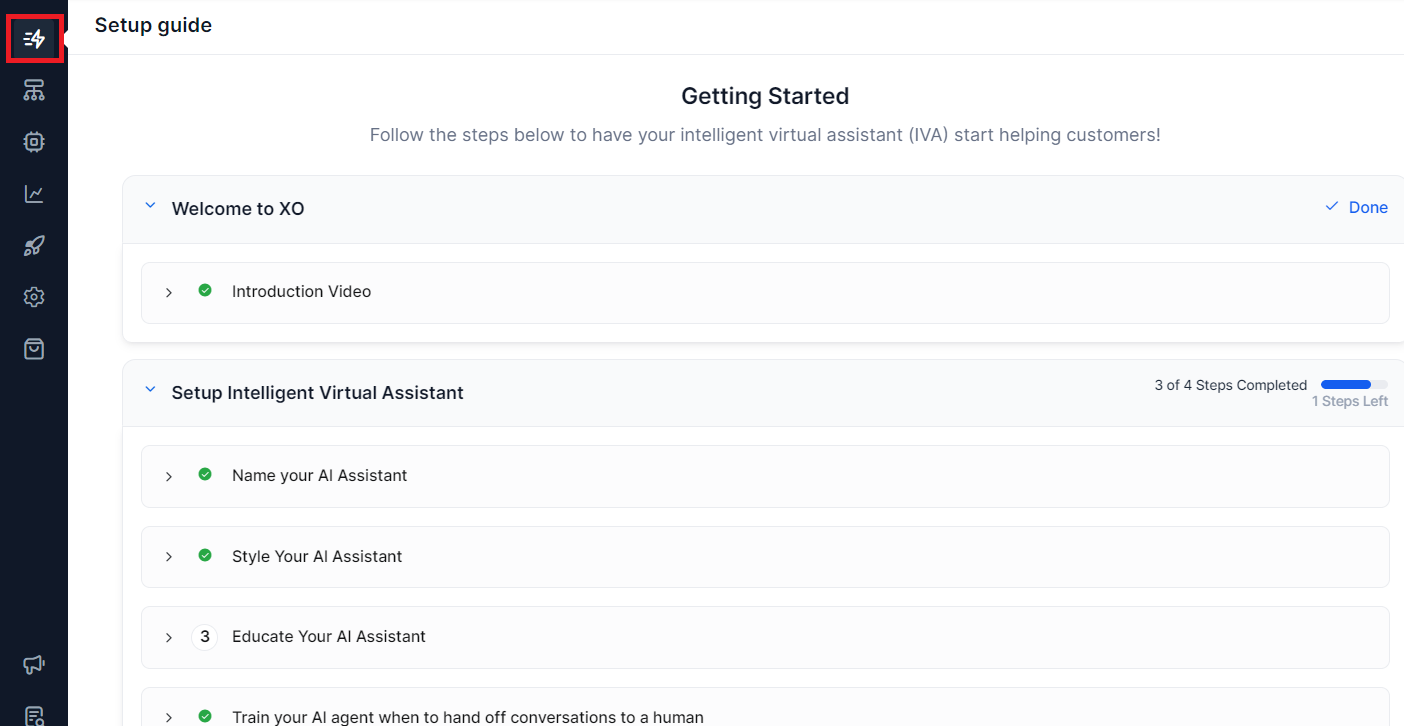 Setup guide
Getting Started
Follow the steps below to have your intelligent virtual assistant (IVA) start helping customers!
Welcome to XO
Done
Introduction Video
Setup Intelligent Virtual Assistant
3 of 4 Steps Completed
1 Steps Left
Name your AI Assistant
Style Your AI Assistant
3 Educate Your AI Assistant
Train your AI agent when to hand off conversations to a human